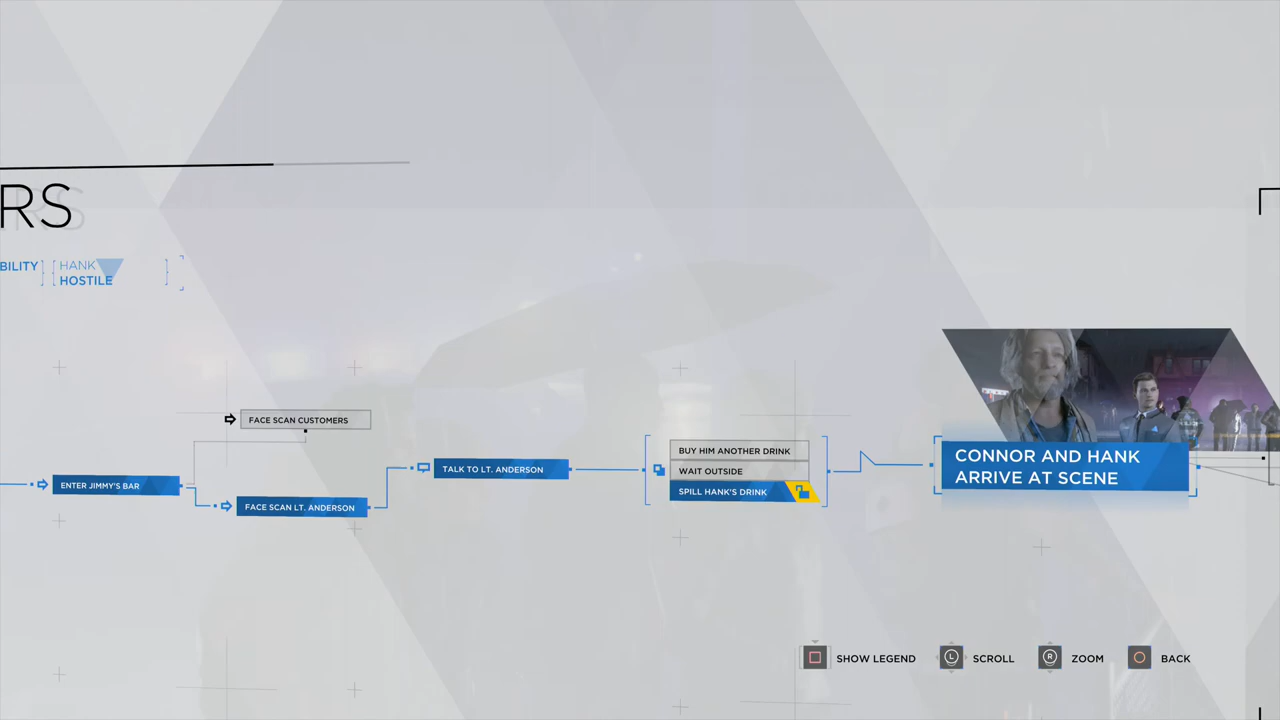 RS
BILITY
HANK
HOSTILE
FACE SCAN CUSTOMERS
ENTER JIMMY'S BAR
FACE SCAN LT. ANDERSON
TALK TO LT. ANDERSON
BUY HIM ANOTHER DRINK
WAIT OUTSIDE
SPILL HANK'S DRINK
CONNOR AND HANK
ARRIVE AT SCENE
SHOW LEGEND
L
SCROLL
R
ZOOM
BACK